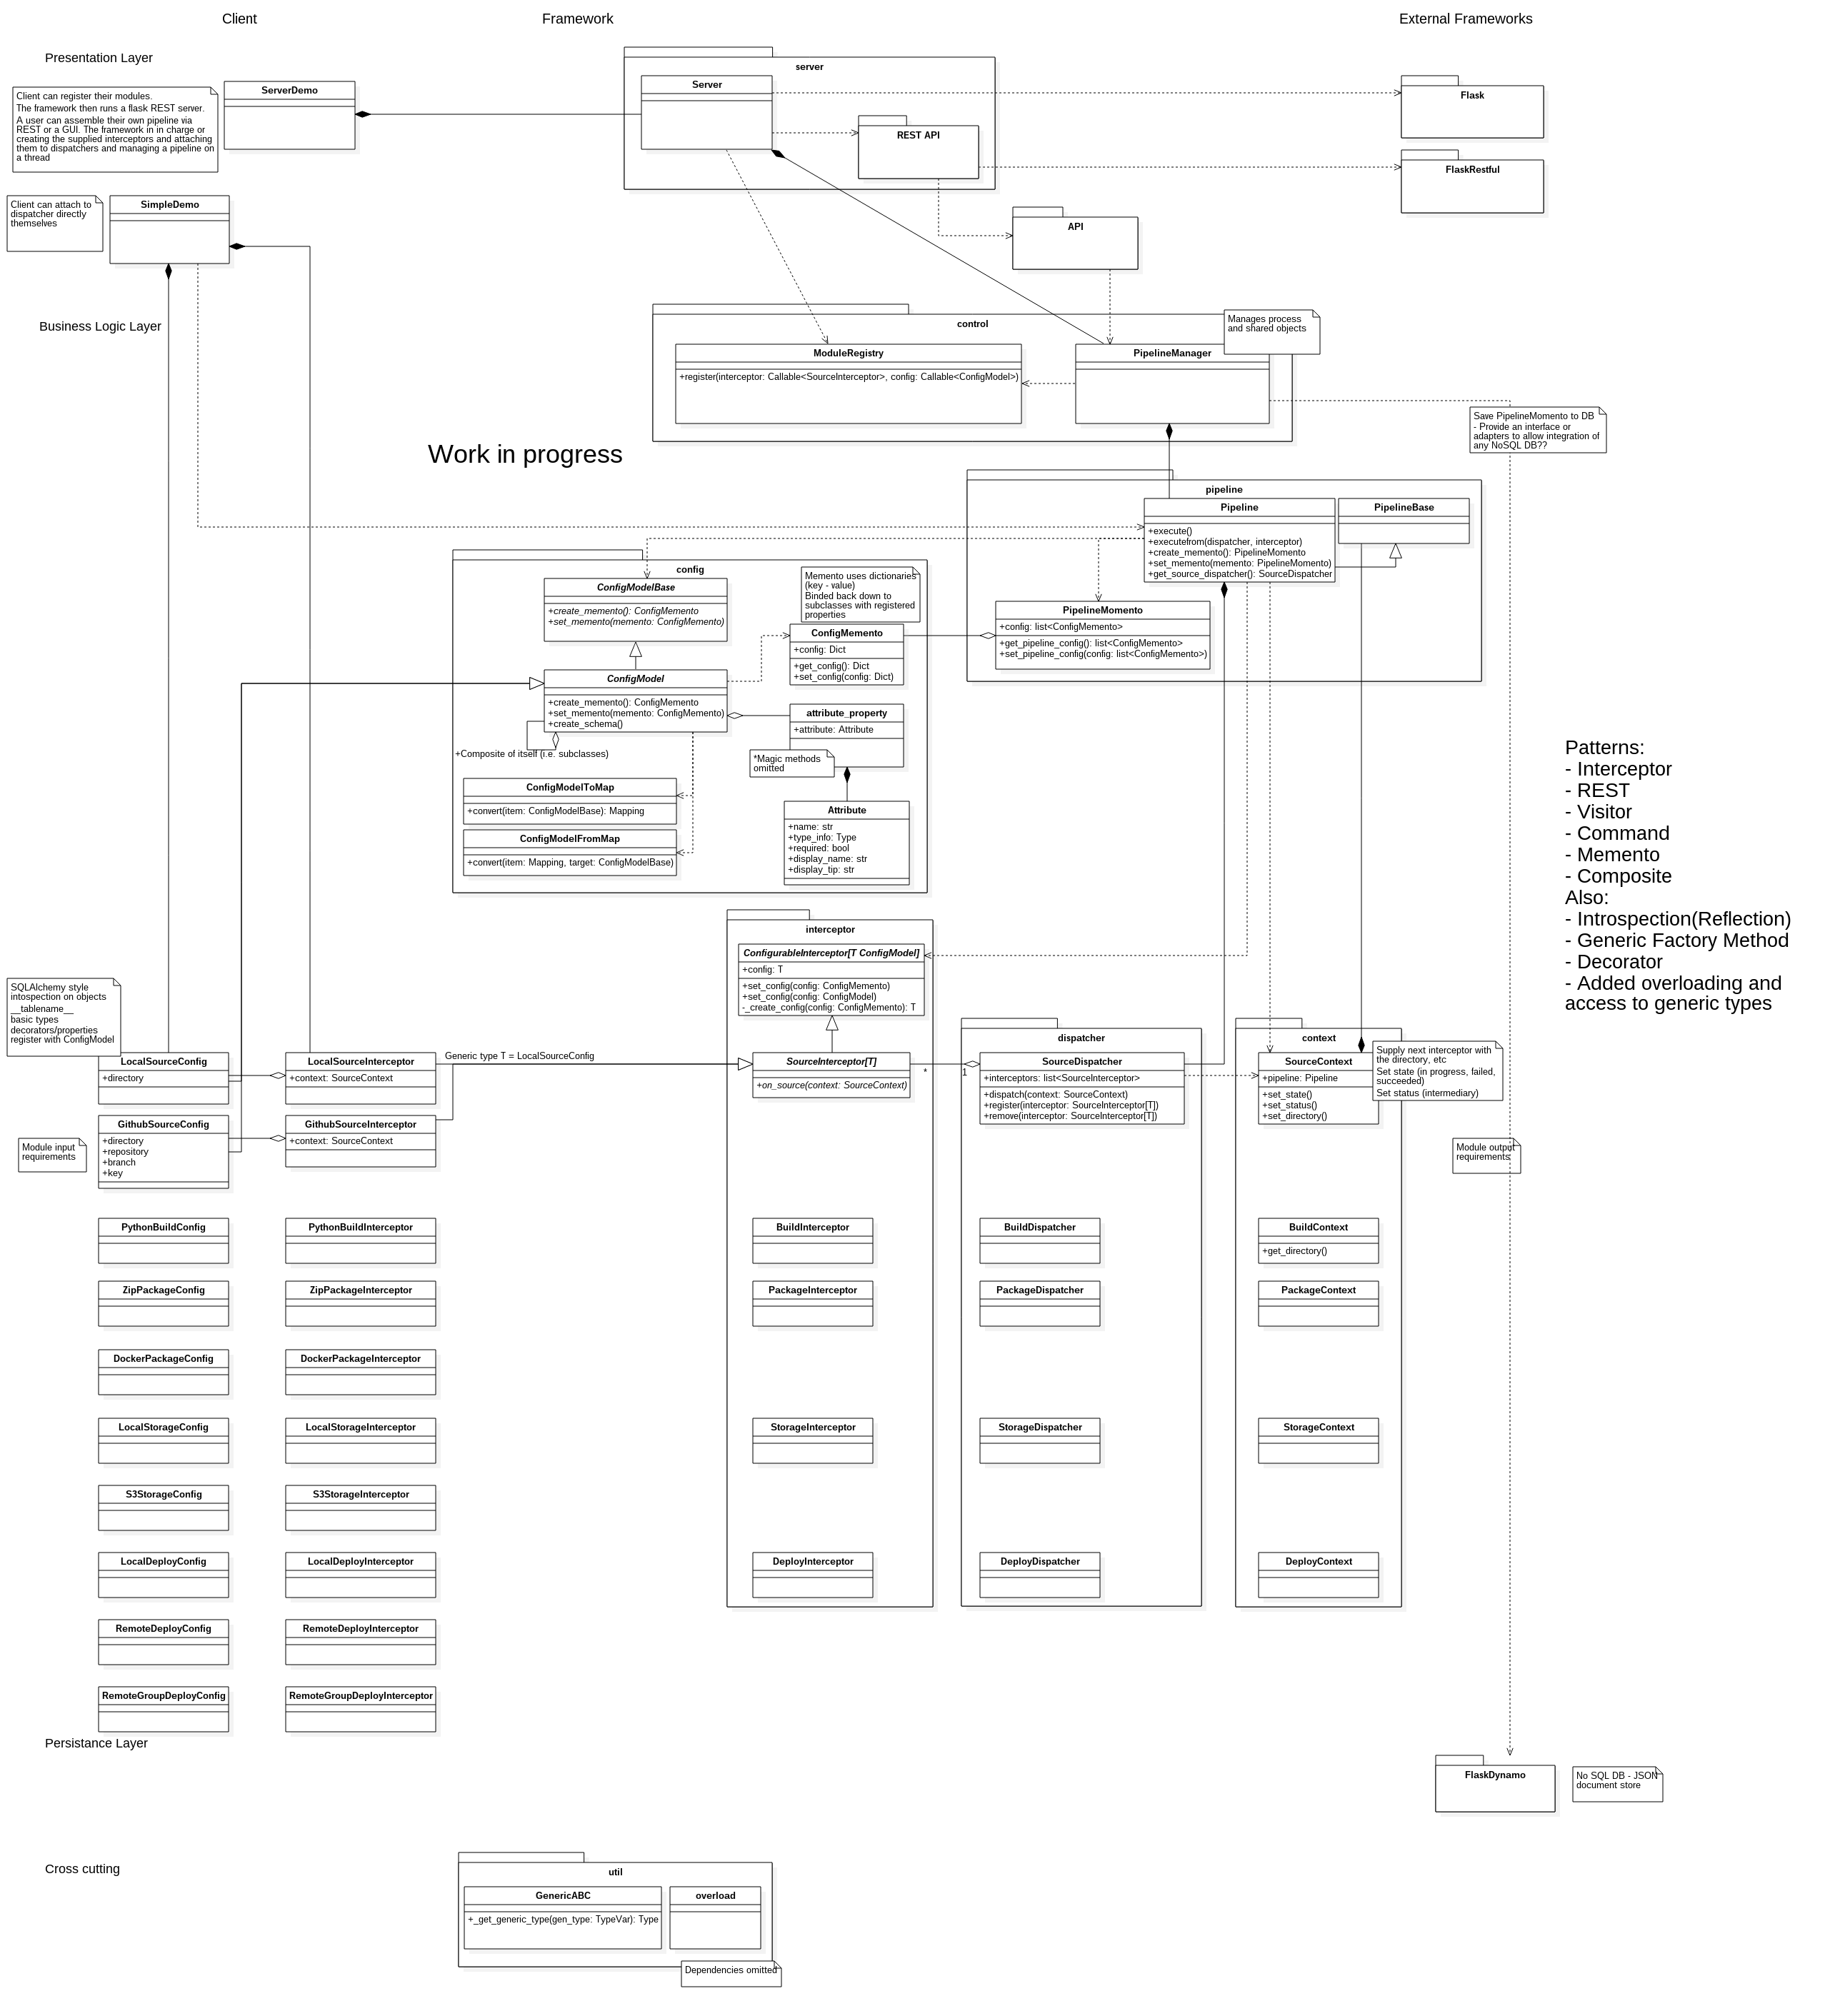 Client
Framework
External Frameworks
Presentation Layer
Client can register their modules.
The framework then runs a flask REST server.
A user can assemble their own pipeline via
REST or a GUI. The framework in in charge or
creating the supplied interceptors and attaching
them to dispatchers and managing a pipeline on
a thread
ServerDemo
server
Server
REST API
Flask
FlaskRestful
Client can attach to
dispatcher directly
themselves
SimpleDemo
API
Business Logic Layer
control
ModuleRegistry
+register(interceptor: Callable<SourceInterceptor>, config: Callable<ConfigModel>)
PipelineManager
Manages process
and shared objects
Save PipelineMomento to DB
- Provide an interface or
adapters to allow integration of
any NoSQL DB??
Work in progress
pipeline
Pipeline
+execute()
+executefrom(dispatcher, interceptor)
+create_memento(): PipelineMomento
+set_memento(memento: PipelineMomento)
+get_source_dispatcher(): SourceDispatcher
PipelineBase
PipelineMomento
+config: list<ConfigMemento>
+get_pipeline_config(): list<ConfigMemento>
+set_pipeline_config(config: list<ConfigMemento>)
config
ConfigModelBase
+create_memento(): ConfigMemento
+set_memento(memento: ConfigMemento)
Memento uses dictionaries
(key - value)
Binded back down to
subclasses with registered
properties
ConfigMemento
+config: Dict
+get_config(): Dict
+set_config(config: Dict)
ConfigModel
+create_memento(): ConfigMemento
+set_memento(memento: ConfigMemento)
+create_schema()
+Composite of itself (i.e. subclasses)
attribute_property
+attribute: Attribute
*Magic methods
omitted
ConfigModelToMap
+convert(item: ConfigModelBase): Mapping
ConfigModelFromMap
+convert(item: Mapping, target: ConfigModelBase)
Attribute
+name: str
+type_info: Type
+required: bool
+display_name: str
+display_tip: str
Patterns:
- Interceptor
- REST
- Visitor
- Command
- Memento
- Composite
Also:
- Introspection(Reflection)
- Generic Factory Method
- Decorator
- Added overloading and
access to generic types
interceptor
ConfigurableInterceptor[T ConfigModel]
+config: T
+set_config(config: ConfigMemento)
+set_config(config: ConfigModel)
-_create_config(config: ConfigMemento): T
SQLAlchemy style
intospection on objects
__tablename__
basic types
decorators/properties
register with ConfigModel
LocalSourceConfig
+directory
LocalSourceInterceptor
+context: SourceContext
Generic type T = LocalSourceConfig
SourceInterceptor[T]
+on_source(context: SourceContext)
*
1
dispatcher
SourceDispatcher
+interceptors: list<SourceInterceptor>
+dispatch(context: SourceContext)
+register(interceptor: SourceInterceptor[T])
+remove(interceptor: SourceInterceptor[T])
context
SourceContext
+pipeline: Pipeline
+set_state()
+set_status()
+set_directory()
Supply next interceptor with
the directory, etc
Set state (in progress, failed,
succeeded)
Set status (intermediary)
Module input
requirements
GithubSourceConfig
+directory
+repository
+branch
+key
GithubSourceInterceptor
+context: SourceContext
Module output
requirements
PythonBuildConfig
PythonBuildInterceptor
BuildInterceptor
BuildDispatcher
BuildContext
+get_directory()
ZipPackageConfig
ZipPackageInterceptor
PackageInterceptor
PackageDispatcher
PackageContext
DockerPackageConfig
DockerPackageInterceptor
LocalStorageConfig
LocalStorageInterceptor
StorageInterceptor
StorageDispatcher
StorageContext
S3StorageConfig
S3StorageInterceptor
LocalDeployConfig
LocalDeployInterceptor
DeployInterceptor
DeployDispatcher
DeployContext
RemoteDeployConfig
RemoteDeployInterceptor
RemoteGroupDeployConfig
RemoteGroupDeployInterceptor
Persistance Layer
FlaskDynamo
No SQL DB - JSON
document store
Cross cutting
util
GenericABC
+_get_generic_type(gen_type: TypeVar): Type
overload
Dependencies omitted